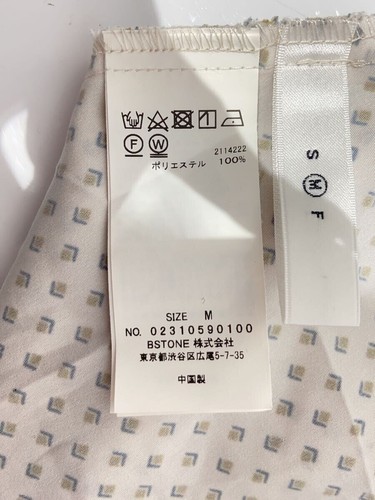 F W 2114222
ポリエステル 100%
SIZE M
NO. 02310590100
BSTONE 株式会社
東京都渋谷区広尾5-7-35
中国製
S M F